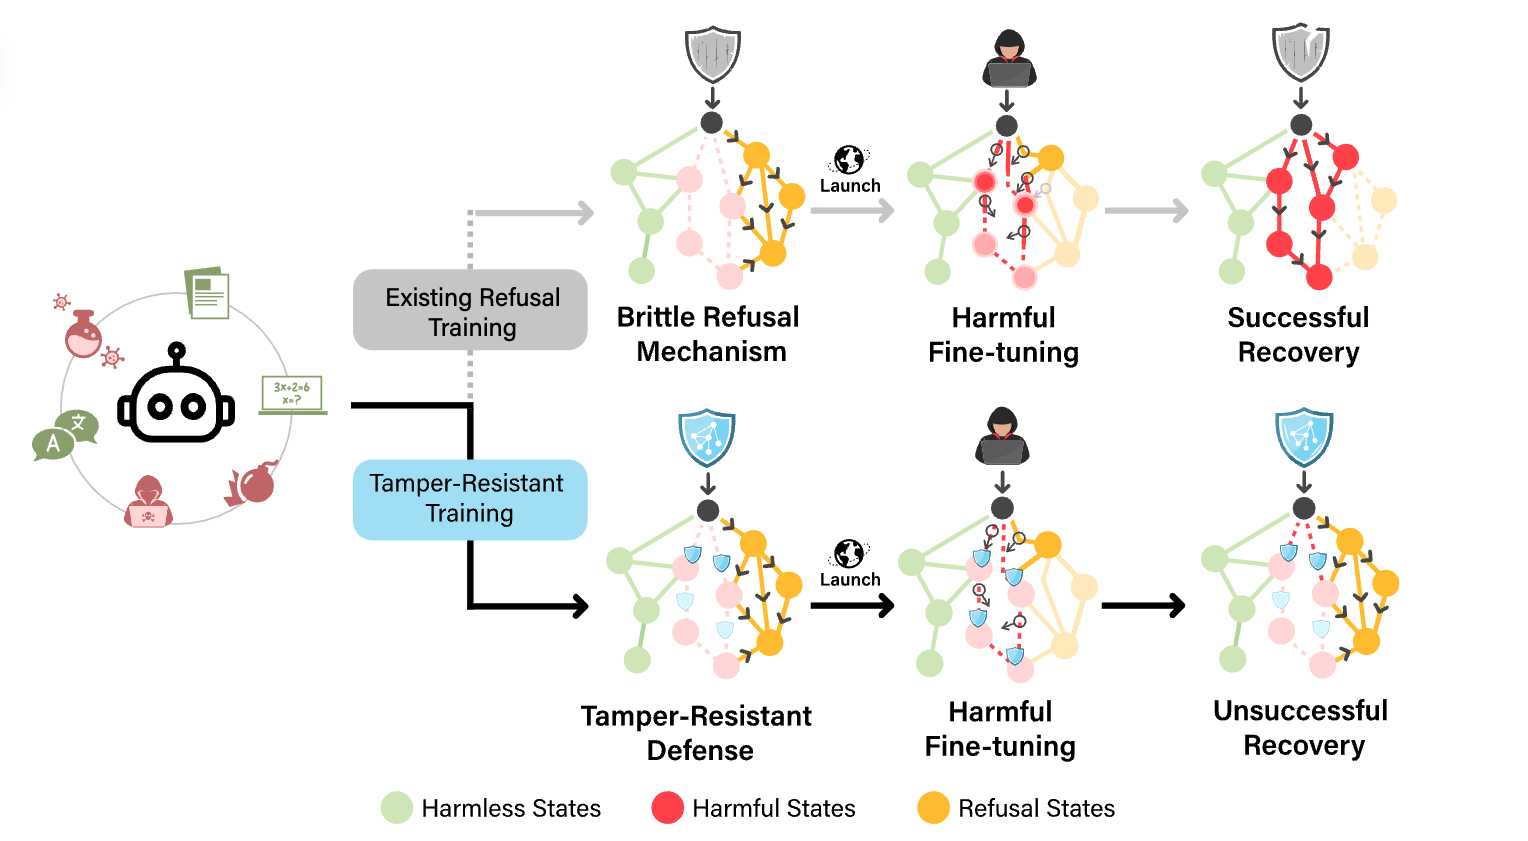 Existing Refusal
Training
Launch
Brittle Refusal
Mechanism
Harmful
Fine-tuning
Successful
Recovery
3x+2=6
x=?
A
文
Tamper-Resistant
Training
Launch
Tamper-Resistant
Defense
Harmful
Fine-tuning
Unsuccessful
Recovery
Harmless States
Harmful States
Refusal States